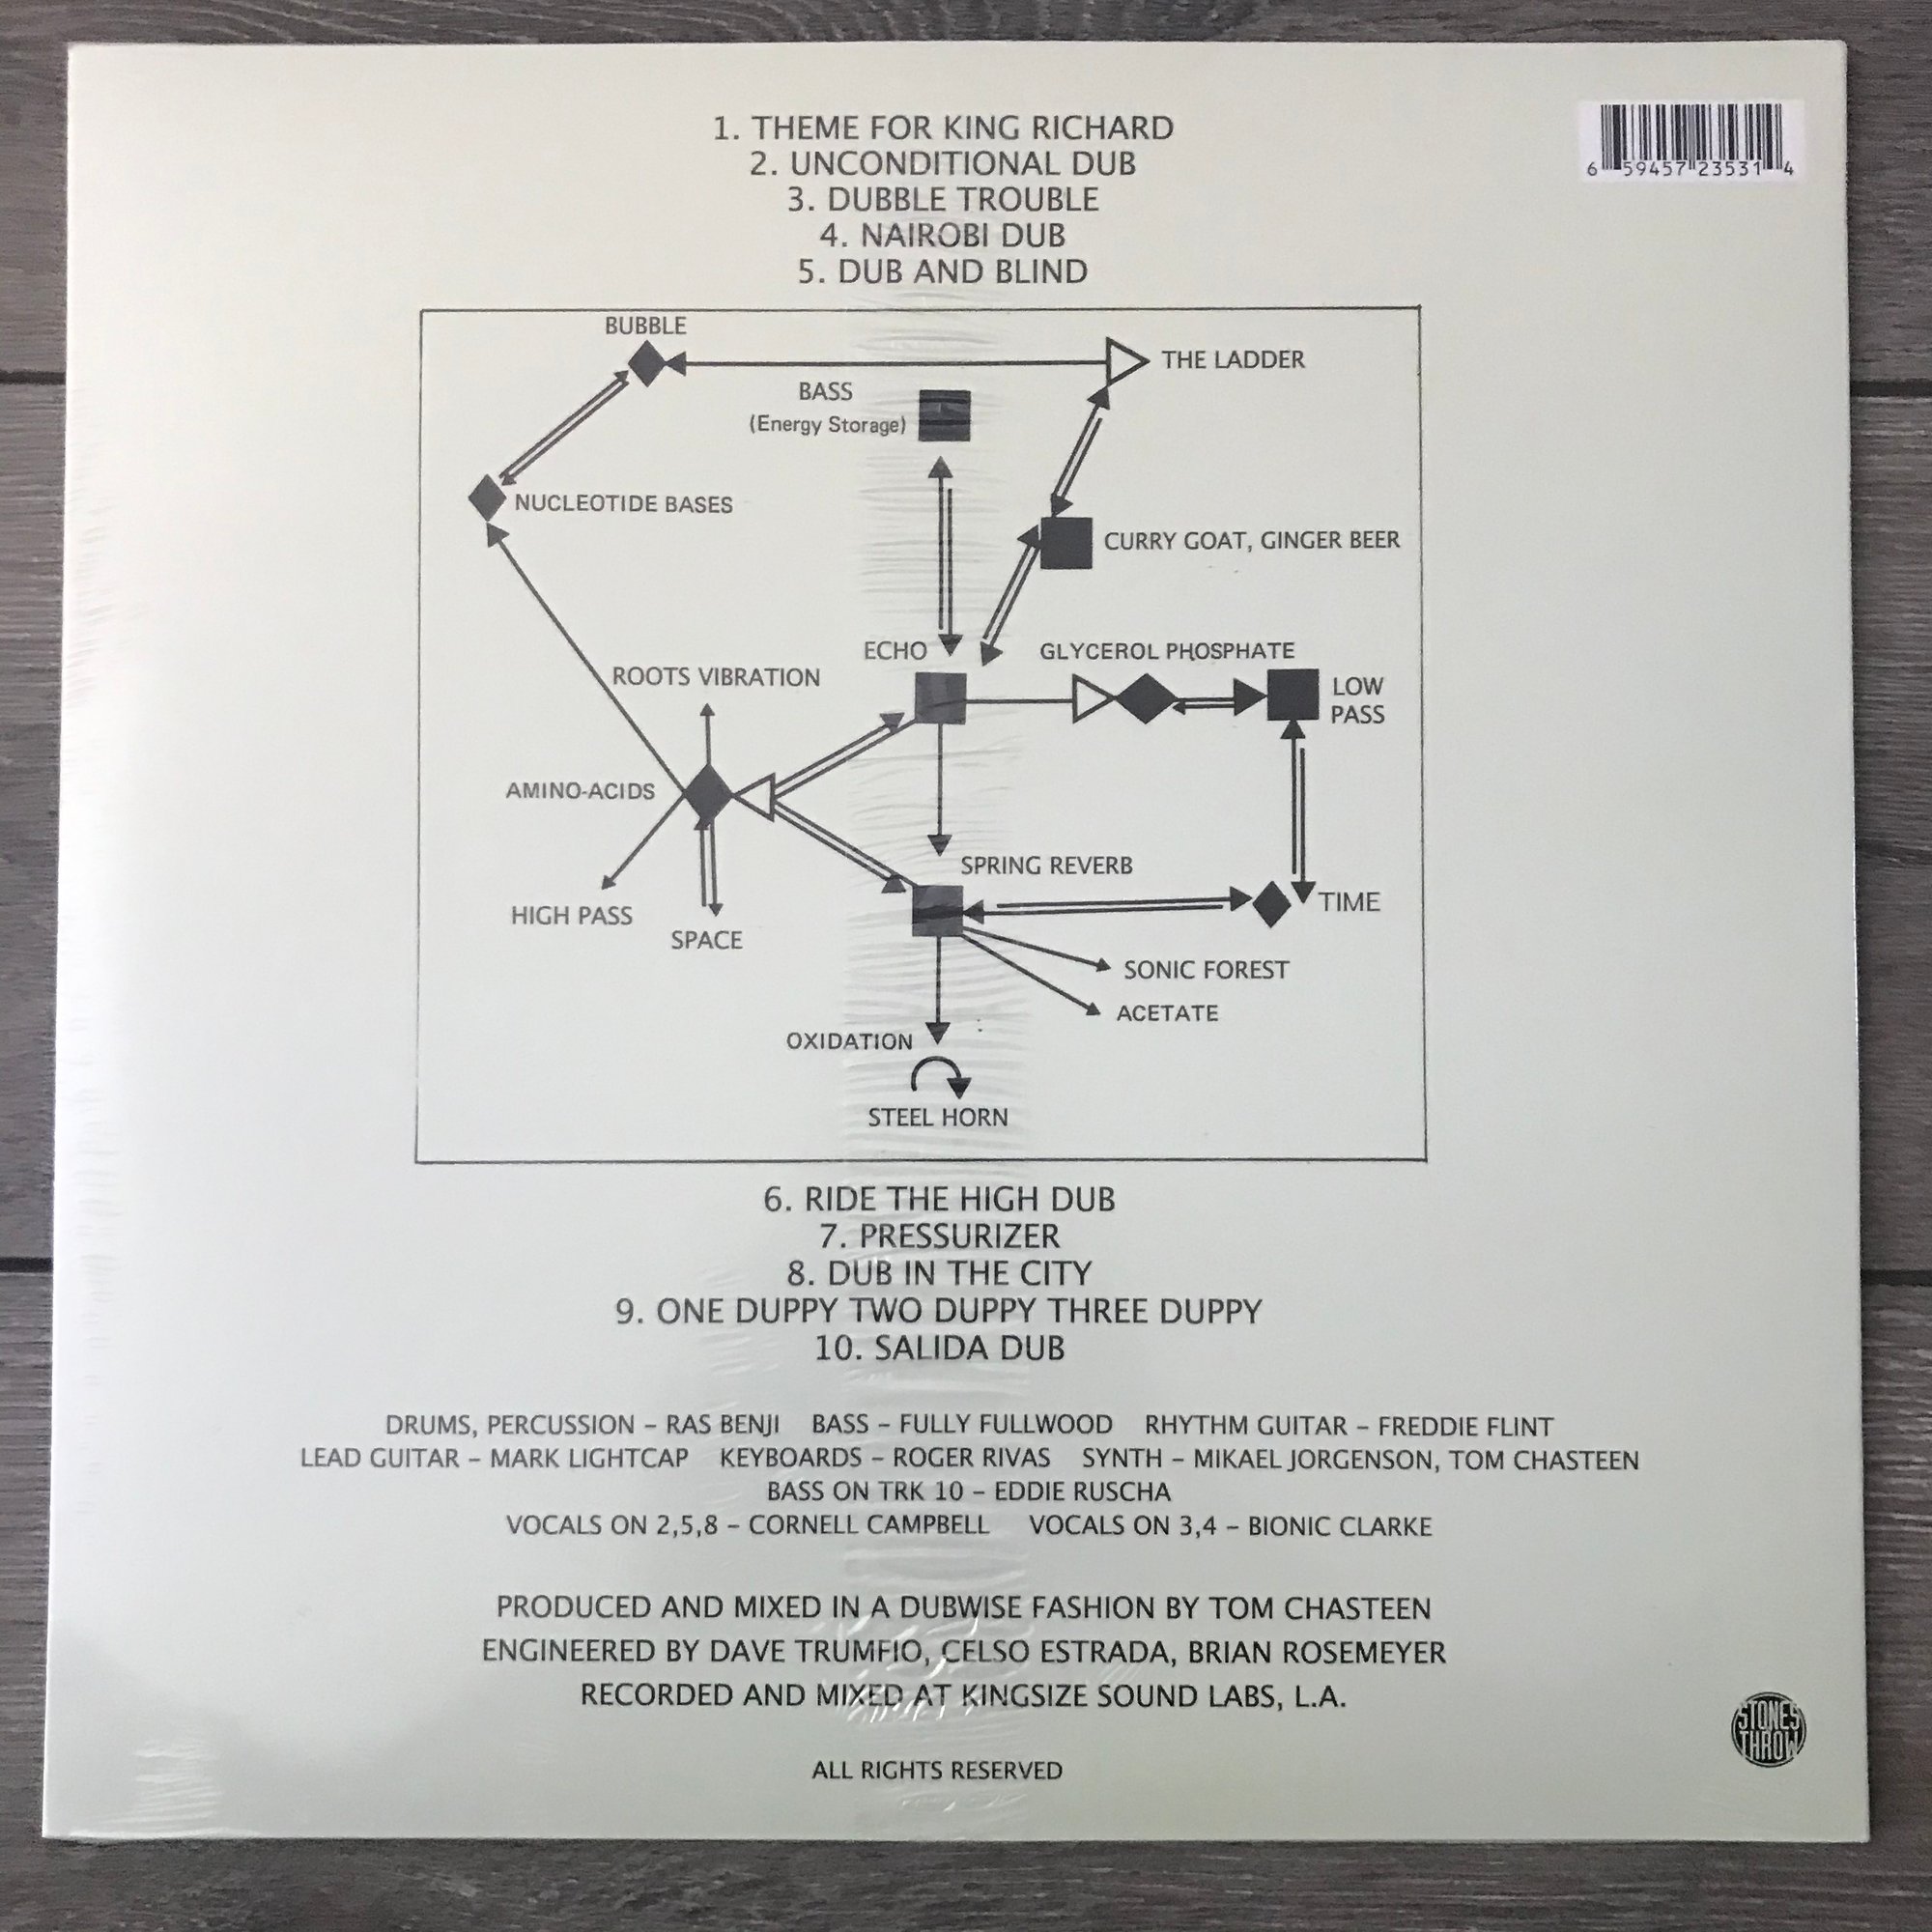 1. THEME FOR KING RICHARD
2. UNCONDITIONAL DUB
3. DUBBLE TROUBLE
4. NAIROBI DUB
5. DUB AND BLIND
6 59457 23531 4
BUBBLE
THE LADDER
BASS
(Energy Storage)
NUCLEOTIDE BASES
CURRY GOAT, GINGER BEER
ECHO
GLYCEROL PHOSPHATE
ROOTS VIBRATION
LOW
PASS
AMINO-ACIDS
SPRING REVERB
HIGH PASS
TIME
SPACE
SONIC FOREST
ACETATE
OXIDATION
STEEL HORN
6. RIDE THE HIGH DUB
7. PRESSURIZER
8. DUB IN THE CITY
9. ONE DUPPY TWO DUPPY THREE DUPPY
10. SALIDA DUB
DRUMS, PERCUSSION – RAS BENJI BASS – FULLY FULLWOOD RHYTHM GUITAR – FREDDIE FLINT
LEAD GUITAR – MARK LIGHTCAP KEYBOARDS – ROGER RIVAS SYNTH – MIKAEL JORGENSON, TOM CHASTEEN
BASS ON TRK 10 – EDDIE RUSCHA
VOCALS ON 2,5,8 – CORNELL CAMPBELL VOCALS ON 3,4 – BIONIC CLARKE
PRODUCED AND MIXED IN A DUBWISE FASHION BY TOM CHASTEEN
ENGINEERED BY DAVE TRUMFIO, CELSO ESTRADA, BRIAN ROSEMEYER
RECORDED AND MIXED AT KINGSIZE SOUND LABS, L.A.
STONES
THROW
ALL RIGHTS RESERVED